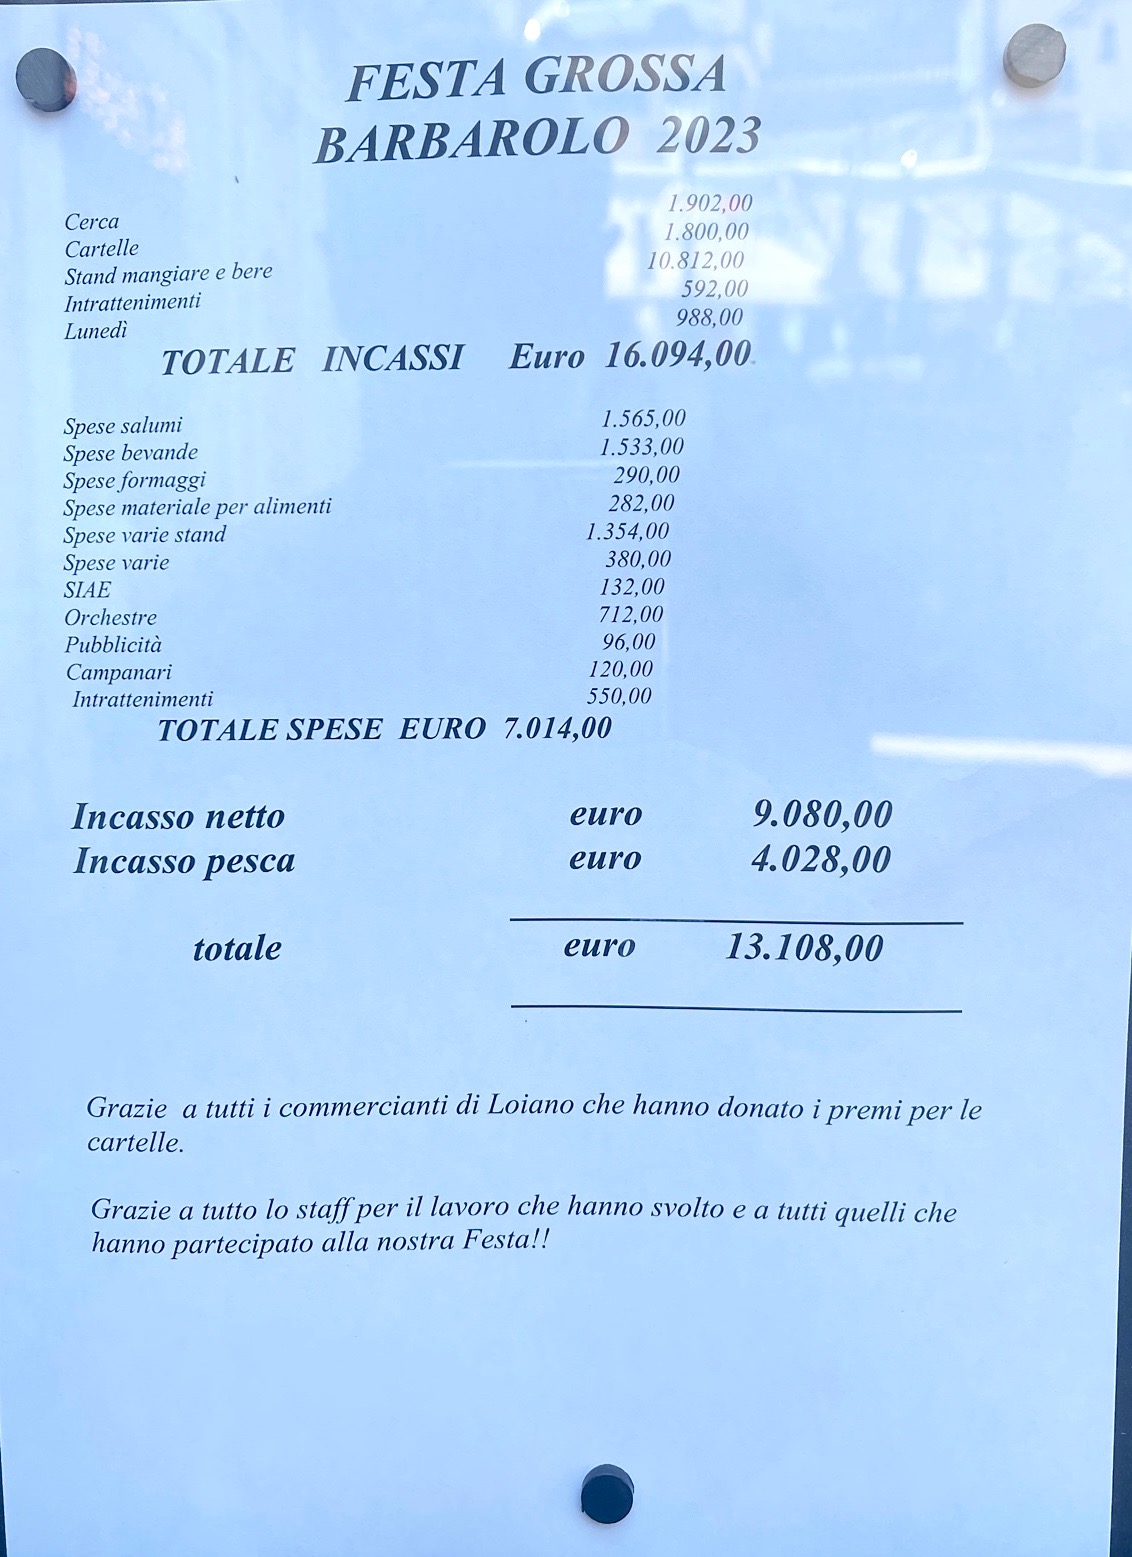 FESTA GROSSA
BARBAROLO 2023
Cerca 1.902,00
Cartelle 1.800,00
Stand mangiare e bere 10.812,00
Intrattenimenti 592,00
Lunedì 988,00
TOTALE INCASSI Euro 16.094,00
Spese salumi 1.565,00
Spese bevande 1.533,00
Spese formaggi 290,00
Spese materiale per alimenti 282,00
Spese varie stand 1.354,00
Spese varie 380,00
SIAE 132,00
Orchestre 712,00
Pubblicità 96,00
Campanari 120,00
Intrattenimenti 550,00
TOTALE SPESE EURO 7.014,00
Incasso netto euro 9.080,00
Incasso pesca euro 4.028,00
totale euro 13.108,00
Grazie a tutti i commercianti di Loiano che hanno donato i premi per le
cartelle.
Grazie a tutto lo staff per il lavoro che hanno svolto e a tutti quelli che
hanno partecipato alla nostra Festa!!